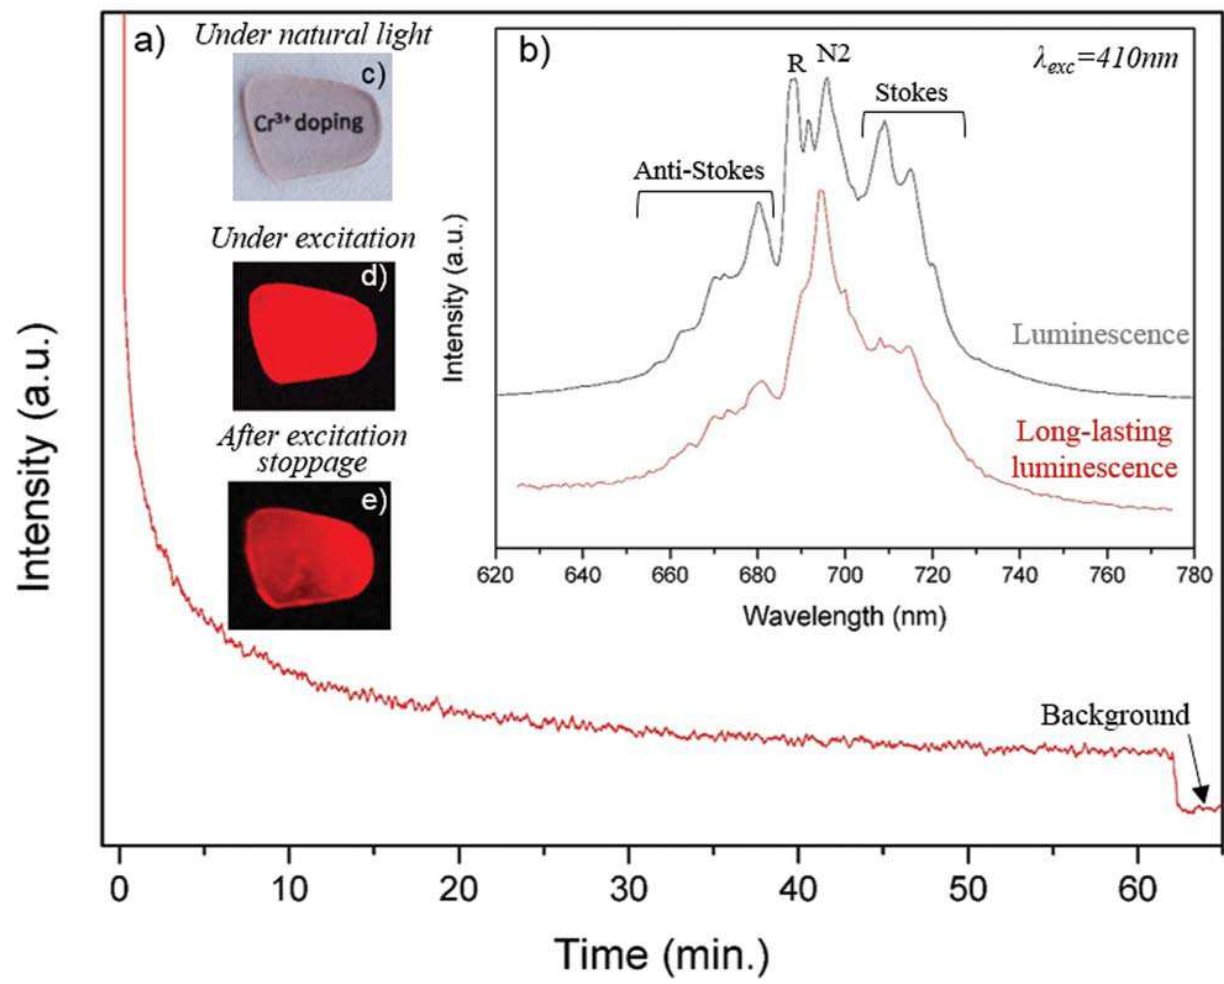 a)
Under natural light
c)
Cr³⁺ doping
Under excitation
d)
After excitation
stoppage
e)
b)
λexc=410nm
R
N2
Stokes
Anti-Stokes
Luminescence
Long-lasting
luminescence
Intensity (a.u.)
620 640 660 680 700 720 740 760 780
Wavelength (nm)
Background
Intensity (a.u.)
0 10 20 30 40 50 60
Time (min.)